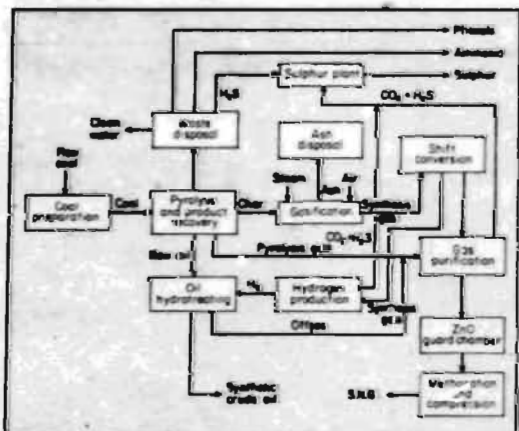 Phenols
Ammonia
H₂S
Sulphur plant
Sulphur
CO₂ + H₂S
Clean
water
Waste
disposal
Ash
disposal
Shift
conversion
Raw
coal
Steam
Air
Ash
Coal
preparation
Coal
Pyrolysis
and product
recovery
Char
Gasification
Synthesis
gas
CO₂+H₂S
Pyrolysis gas
Gas
purification
Raw oil
Oil
hydrotreating
H₂
Hydrogen
production
Synthesis
gas
Offgas
ZnO
guard chamber
Synthetic
crude oil
S.N.G
Methanation
and
compression